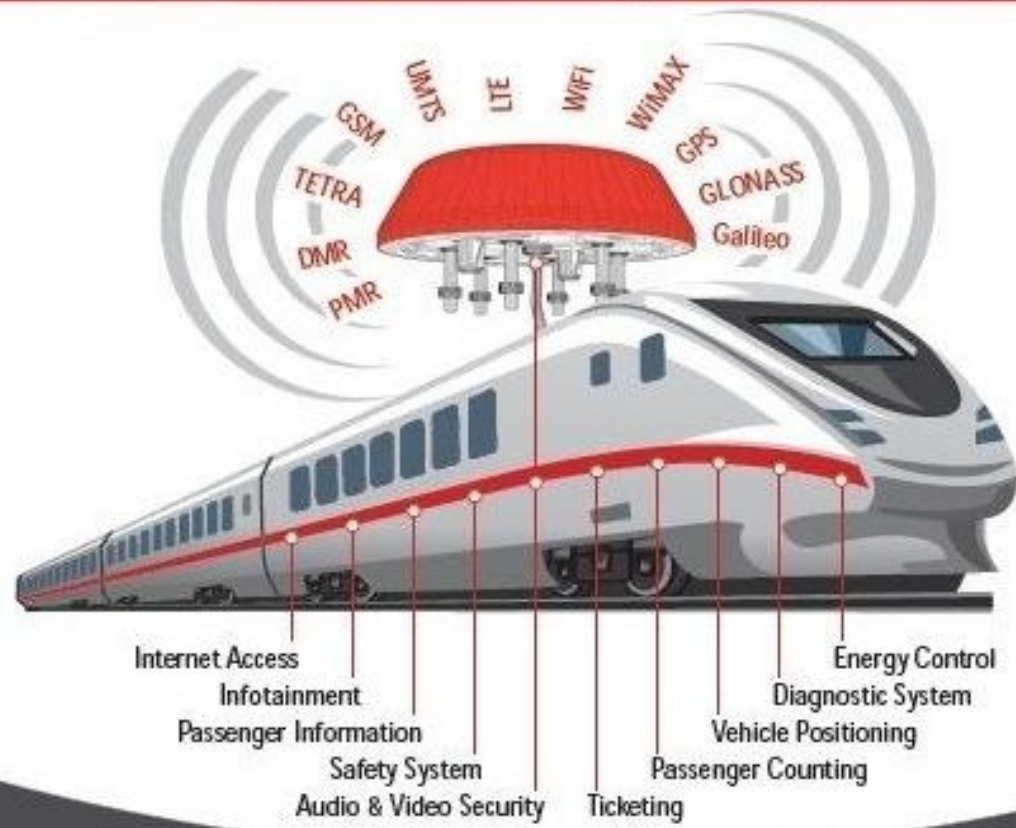 PMR
DMR
TETRA
GSM
UMTS
LTE
WiFi
WiMAX
GPS
GLONASS
Galileo
Internet Access
Infotainment
Passenger Information
Safety System
Audio & Video Security
Ticketing
Passenger Counting
Vehicle Positioning
Diagnostic System
Energy Control